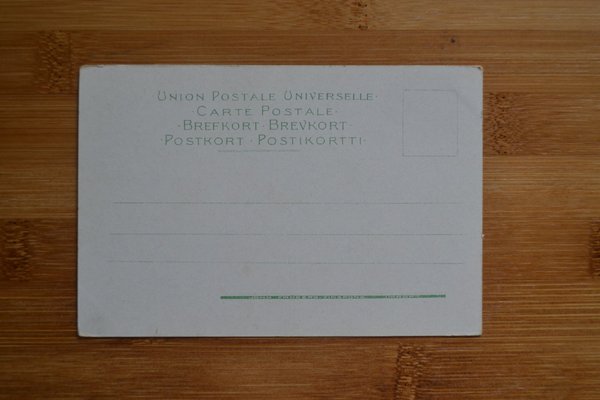 UNION POSTALE UNIVERSELLE·
CARTE POSTALE·
·BREFKORT·BREVKORT
·POSTKORT·POSTIKORTTI·